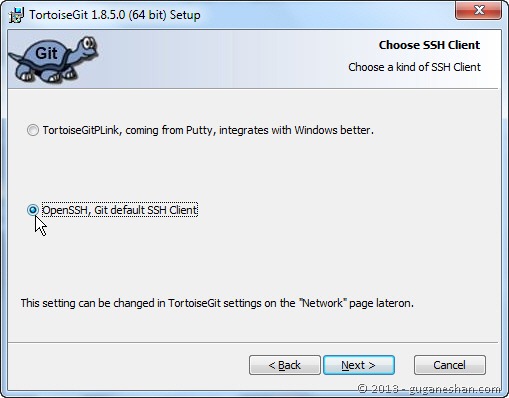 TortoiseGit 1.8.5.0 (64 bit) Setup
Git
Choose SSH Client
Choose a kind of SSH Client
TortoiseGitPLink, coming from Putty, integrates with Windows better.
OpenSSH, Git default SSH Client
This setting can be changed in TortoiseGit settings on the "Network" page lateron.
< Back Next > Cancel
© 2013 - guganeshan.com